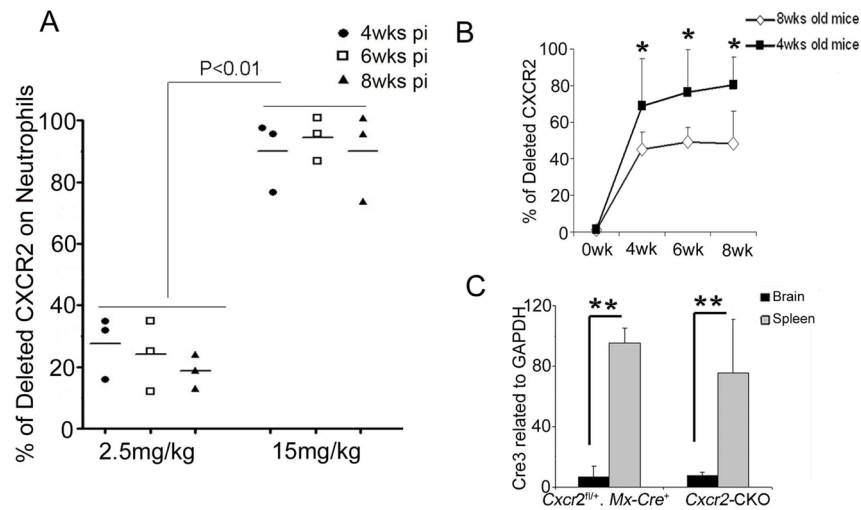 A
4wks pi
6wks pi
8wks pi
P<0.01
% of Deleted CXCR2 on Neutrophils
100
80
60
40
20
0
2.5mg/kg
15mg/kg
B
8wks old mice
4wks old mice
% of Deleted CXCR2
100
80
60
40
20
0
* * *
0wk 4wk 6wk 8wk
C
Brain
Spleen
Cre3 related to GAPDH
120
80
40
0
** **
Cxcr2fl/+, Mx-Cre+
Cxcr2-CKO